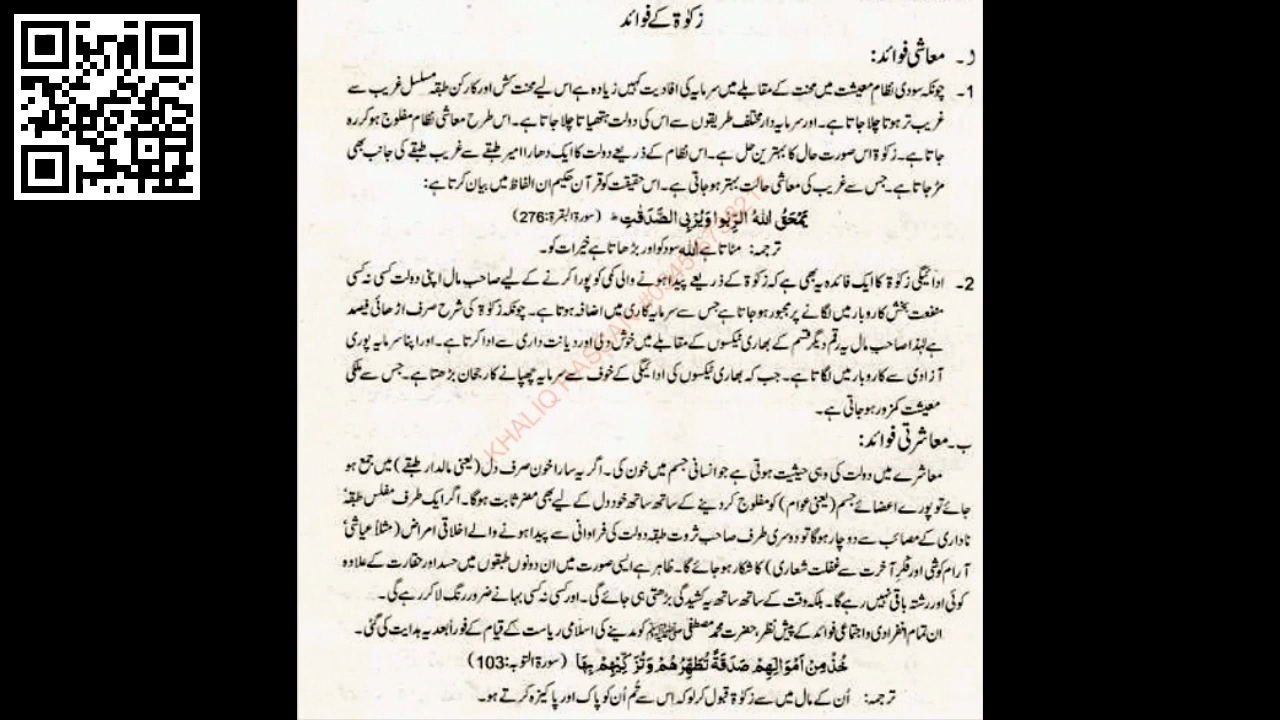 زکوٰۃ کے فوائد
ا۔ معاشی فوائد:
1۔ چونکہ سودی نظام معیشت میں محنت کے مقابلے میں سرمایہ کی افادیت کہیں زیادہ ہے اس لیے محنت کش اور کارکن طبقہ مسلسل غریب سے
غریب تر ہوتا چلا جاتا ہے۔ اور سرمایہ دار مختلف طریقوں سے اس کی دولت ہتھیاتا چلا جاتا ہے۔ اس طرح معاشی نظام مفلوج ہو کر رہ
جاتا ہے۔ زکوٰۃ اس صورت حال کا بہترین حل ہے۔ اس نظام کے ذریعے دولت کا ایک دھارا امیر طبقے سے غریب طبقے کی جانب بھی
مڑ جاتا ہے۔ جس سے غریب کی معاشی حالت بہتر ہو جاتی ہے۔ اس حقیقت کو قرآن حکیم ان الفاظ میں بیان کرتا ہے:
يَمْحَقُ اللّٰهُ الرِّبٰوا وَيُرْبِى الصَّدَقٰتِ ؕ (سورۃ البقرۃ:276)
ترجمہ: مٹاتا ہے اللہ سود کو اور بڑھاتا ہے خیرات کو۔
2۔ ادائیگی زکوٰۃ کا ایک فائدہ یہ بھی ہے کہ زکوٰۃ کے ذریعے پیدا ہونے والی کمی کو پورا کرنے کے لیے صاحب مال اپنی دولت کسی نہ کسی
منفعت بخش کاروبار میں لگانے پر مجبور ہو جاتا ہے جس سے سرمایہ کاری میں اضافہ ہوتا ہے۔ چونکہ زکوٰۃ کی شرح صرف اڑھائی فیصد
ہے لہٰذا صاحب مال یہ رقم دیگر قسم کے بھاری ٹیکسوں کے مقابلے میں خوش دلی اور دیانت داری سے ادا کرتا ہے۔ اور اپنا سرمایہ پوری
آزادی سے کاروبار میں لگاتا ہے۔ جب کہ بھاری ٹیکسوں کی ادائیگی کے خوف سے سرمایہ چھپانے کا رجحان بڑھتا ہے۔ جس سے ملکی
معیشت کمزور ہو جاتی ہے۔
ب۔ معاشرتی فوائد:
معاشرے میں دولت کی وہی حیثیت ہوتی ہے جو انسانی جسم میں خون کی۔ اگر یہ سارا خون صرف دل (یعنی مالدار طبقے) میں جمع ہو
جائے تو پورے اعضائے جسم (یعنی عوام) کو مفلوج کر دینے کے ساتھ ساتھ خود دل کے لیے بھی مضر ثابت ہوگا۔ اگر ایک طرف مفلس طبقہ
ناداری کے مصائب سے دوچار ہوگا تو دوسری طرف صاحب ثروت طبقہ دولت کی فراوانی سے پیدا ہونے والے اخلاقی امراض (مثلاً عیاشی
آرام کوشی اور فکرِ آخرت سے غفلت شعاری) کا شکار ہو جائے گا۔ ظاہر ہے ایسی صورت میں ان دونوں طبقوں میں حسد اور حقارت کے علاوہ
کوئی اور رشتہ باقی نہیں رہے گا۔ بلکہ وقت کے ساتھ ساتھ یہ کشیدگی بڑھتی ہی جائے گی۔ اور کسی نہ کسی بہانے ضرور رنگ لا کر رہے گی۔
ان تمام انفرادی و اجتماعی فوائد کے پیش نظر، حضرت محمد مصطفٰی ﷺ کو مدینے کی اسلامی ریاست کے قیام کے فوراً بعد یہ ہدایت کی گئی۔
خُذْ مِنْ اَمْوَالِهِمْ صَدَقَةً تُطَهِّرُهُمْ وَتُزَكِّيْهِمْ بِهَا (سورۃ التوبہ:103)
ترجمہ: اُن کے مال میں سے زکوٰۃ قبول کر لو کہ اس سے تُم اُن کو پاک اور پاکیزہ کرتے ہو۔
KHALIQ